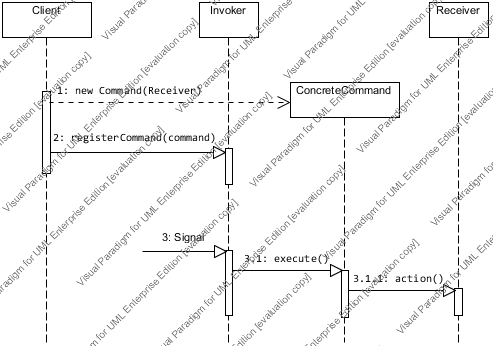 Client
Invoker
Receiver
1: new Command(Receiver)
ConcreteCommand
2: registerCommand(command)
3: Signal
3.1: execute()
3.1.1: action()
Visual Paradigm for UML Enterprise Edition [evaluation copy]